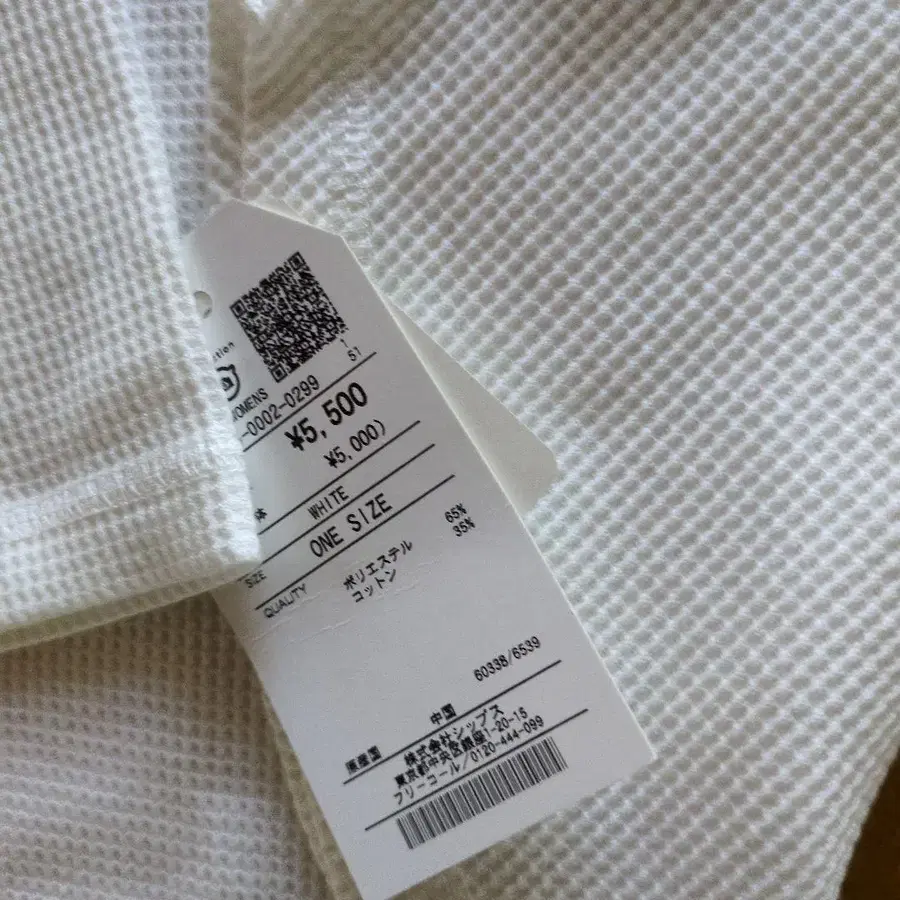 WOMENS
-0002-0299
1
51
¥5,500
¥5,000)
体 WHITE
SIZE ONE SIZE
QUALITY ポリエステル 65%
コットン 35%
60338/6539
原産国 中国
株式会社シップス
東京都中央区銀座1-20-15
フリーコール/0120-444-099